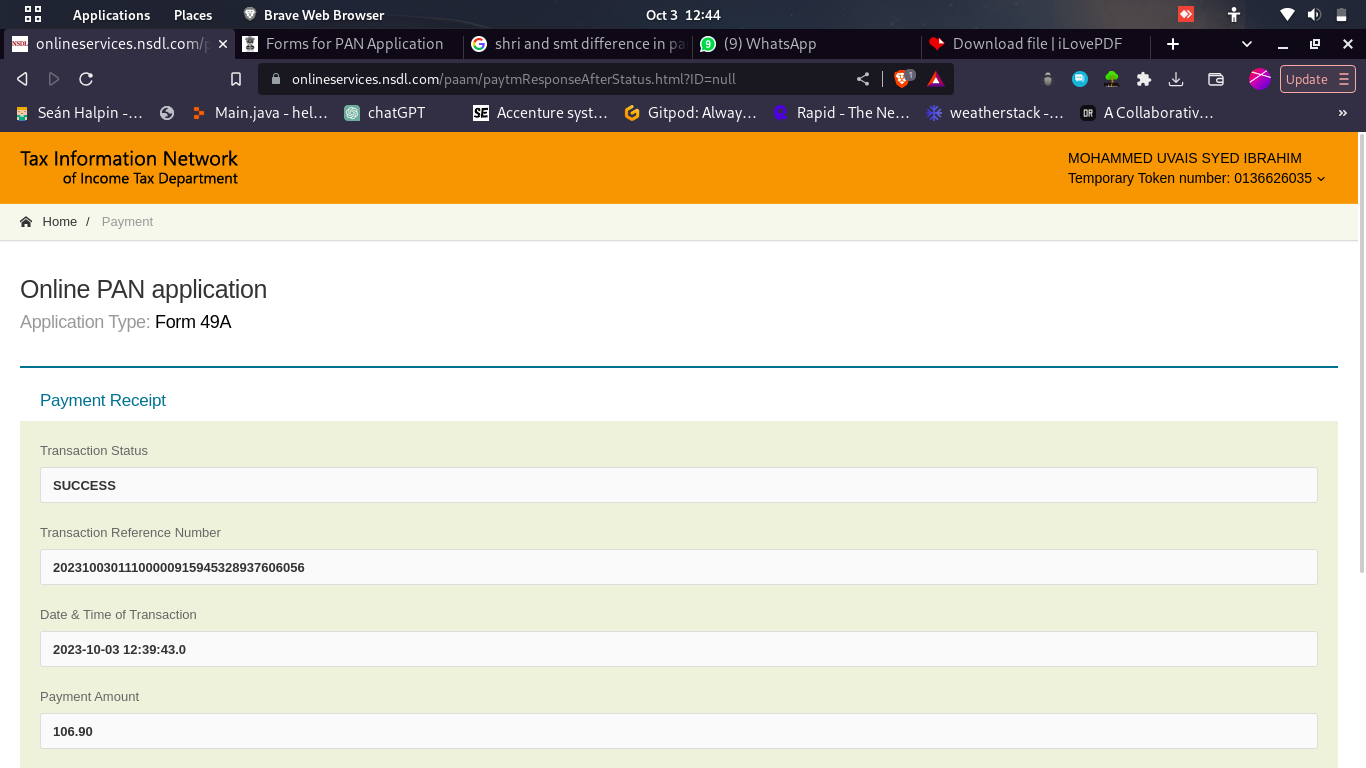 Applications Places Brave Web Browser Oct 3 12:44
onlineservices.nsdl.com/p Forms for PAN Application shri and smt difference in pa (9) WhatsApp Download file | iLovePDF
onlineservices.nsdl.com/paam/paytmResponseAfterStatus.html?ID=null 1 Update
Seán Halpin -... Main.java - hel... chatGPT SE Accenture syst... Gitpod: Alway... Rapid - The Ne... weatherstack -... DR A Collaborativ... »
Tax Information Network
of Income Tax Department
MOHAMMED UVAIS SYED IBRAHIM
Temporary Token number: 0136626035
Home / Payment
Online PAN application
Application Type: Form 49A
Payment Receipt
Transaction Status
SUCCESS
Transaction Reference Number
20231003011100000915945328937606056
Date & Time of Transaction
2023-10-03 12:39:43.0
Payment Amount
106.90